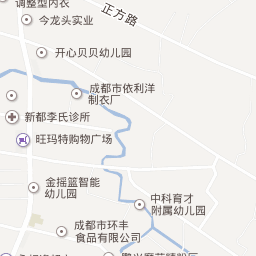 调整型内衣
正方路
今龙头实业
开心贝贝幼儿园
成都市依利洋
制衣厂
新都李氏诊所
旺玛特购物广场
金摇篮智能
幼儿园
中科育才
附属幼儿园
成都市环丰
食品有限公司